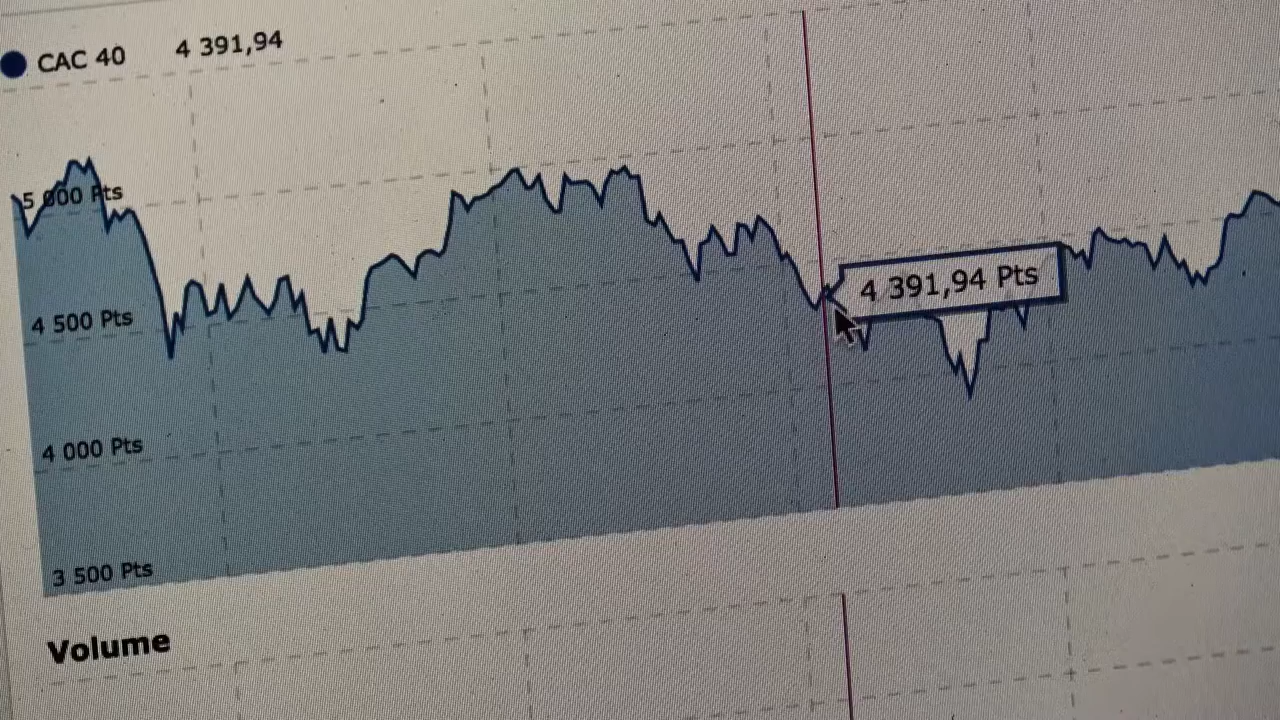 CAC 40 4 391,94
5 000 Pts
4 500 Pts
4 391,94 Pts
4 000 Pts
3 500 Pts
Volume